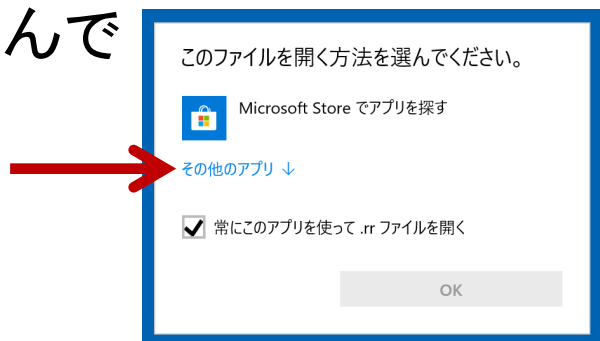 んで
このファイルを開く方法を選んでください。
Microsoft Store でアプリを探す
その他のアプリ ↓
常にこのアプリを使って .rr ファイルを開く
OK